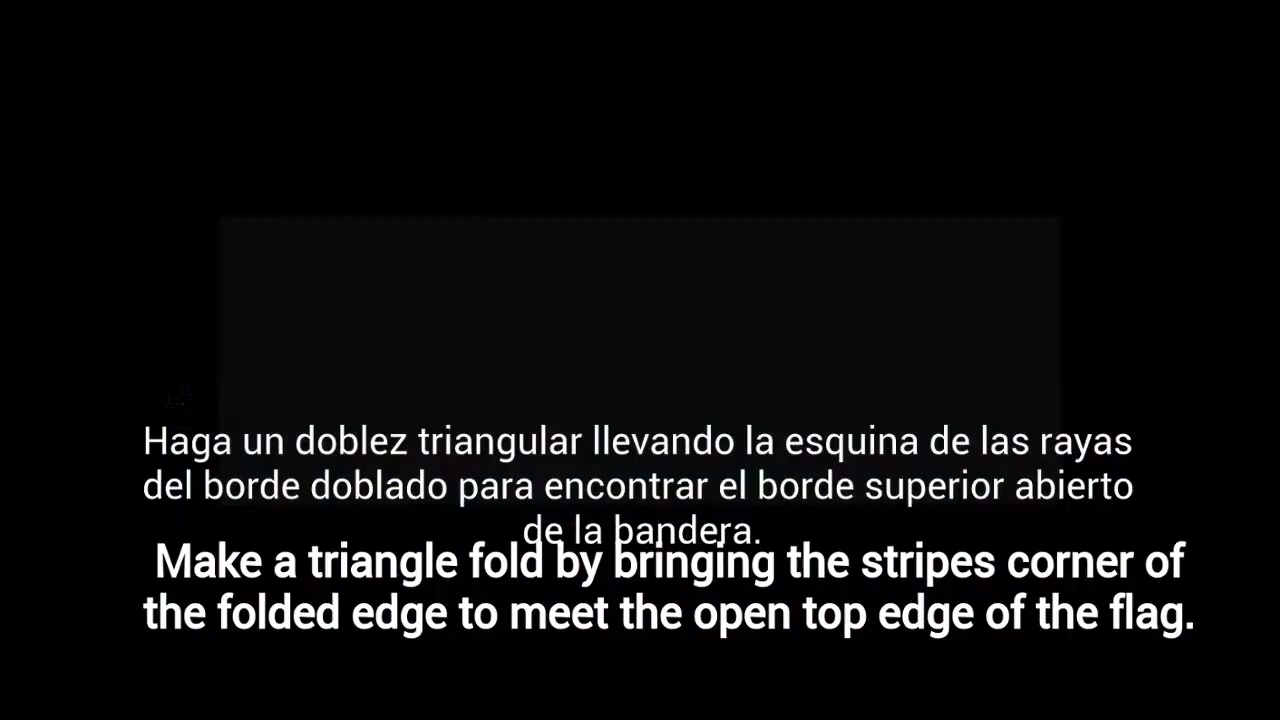 Haga un doblez triangular llevando la esquina de las rayas
del borde doblado para encontrar el borde superior abierto
de la bandera.
Make a triangle fold by bringing the stripes corner of
the folded edge to meet the open top edge of the flag.